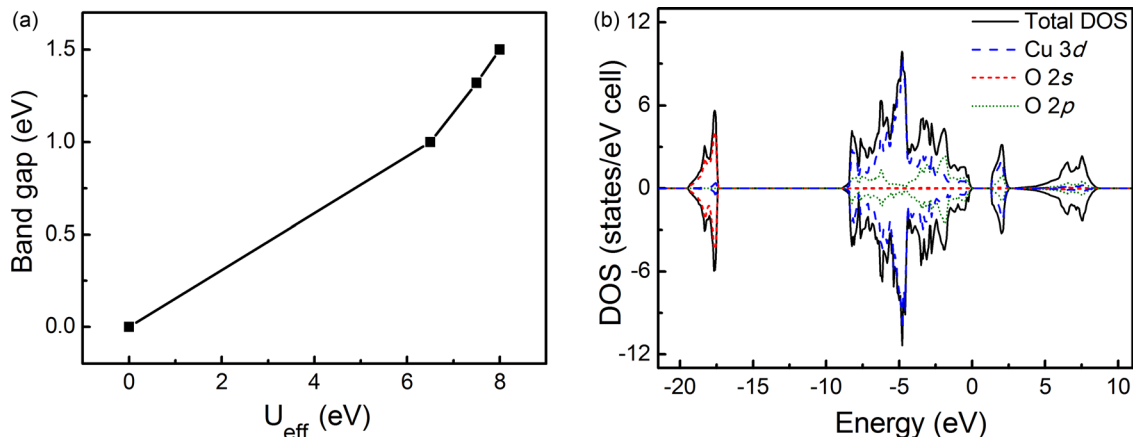 (a)
Band gap (eV)
1.5
1.0
0.5
0.0
0 2 4 6 8
U_eff (eV)
(b)
Total DOS
Cu 3d
O 2s
O 2p
DOS (states/eV cell)
12
6
0
-6
-12
-20 -15 -10 -5 0 5 10
Energy (eV)